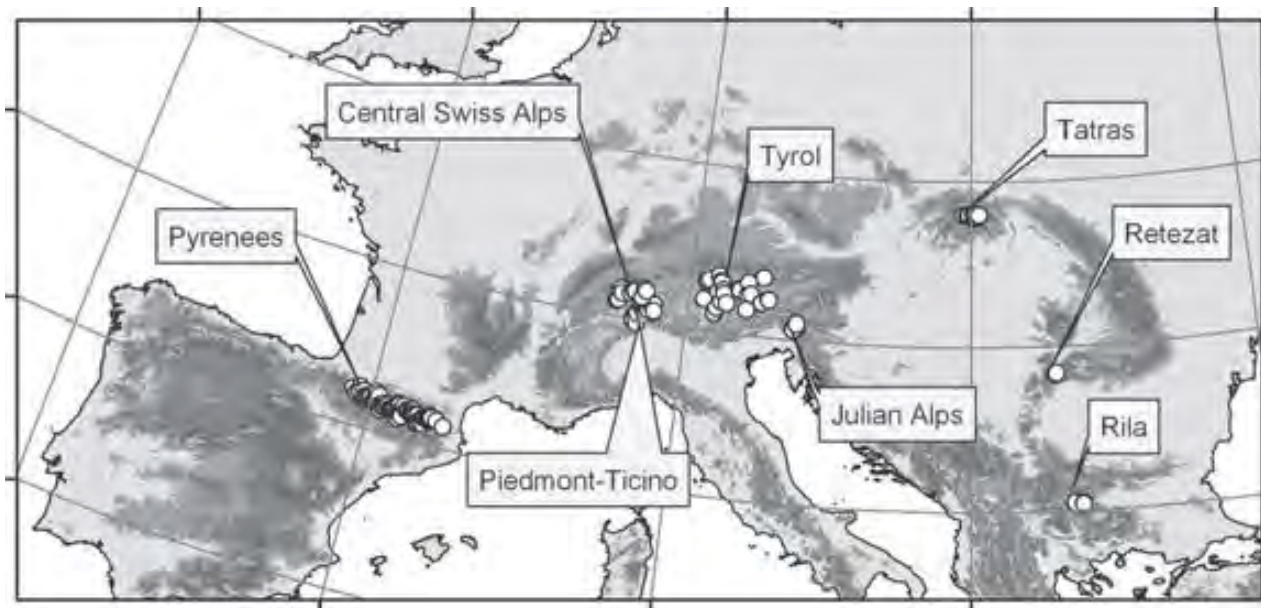 Central Swiss Alps
Tatras
Tyrol
Pyrenees
Retezat
Julian Alps
Rila
Piedmont-Ticino